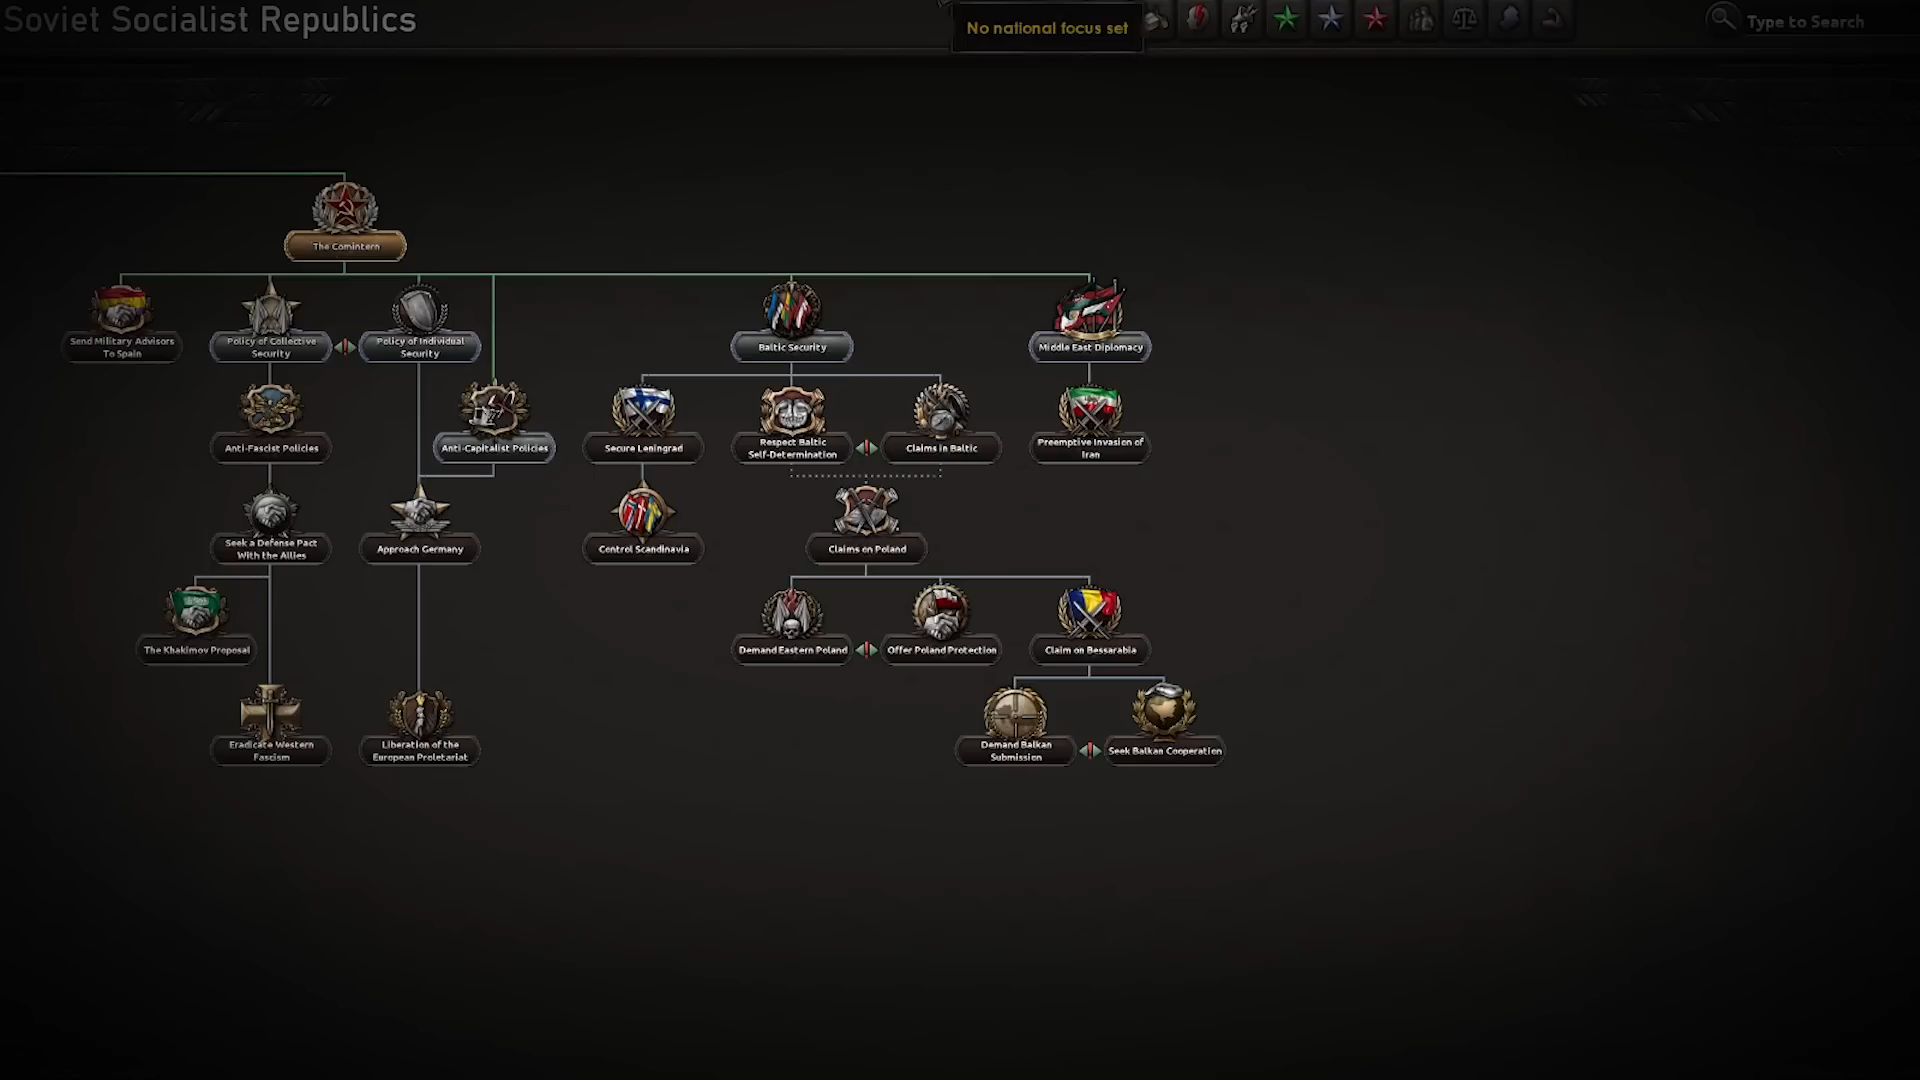 Soviet Socialist Republics
No national focus set
Type to Search
The Comintern
Send Military Advisors
To Spain
Policy of Collective
Security
Policy of Individual
Security
Baltic Security
Middle East Diplomacy
Anti-Fascist Policies
Anti-Capitalist Policies
Secure Leningrad
Respect Baltic
Self-Determination
Claims in Baltic
Preemptive Invasion of
Iran
Seek a Defense Pact
With the Allies
Approach Germany
Control Scandinavia
Claims on Poland
The Khakimov Proposal
Demand Eastern Poland
Offer Poland Protection
Claim on Bessarabia
Eradicate Western
Fascism
Liberation of the
European Proletariat
Demand Balkan
Submission
Seek Balkan Cooperation